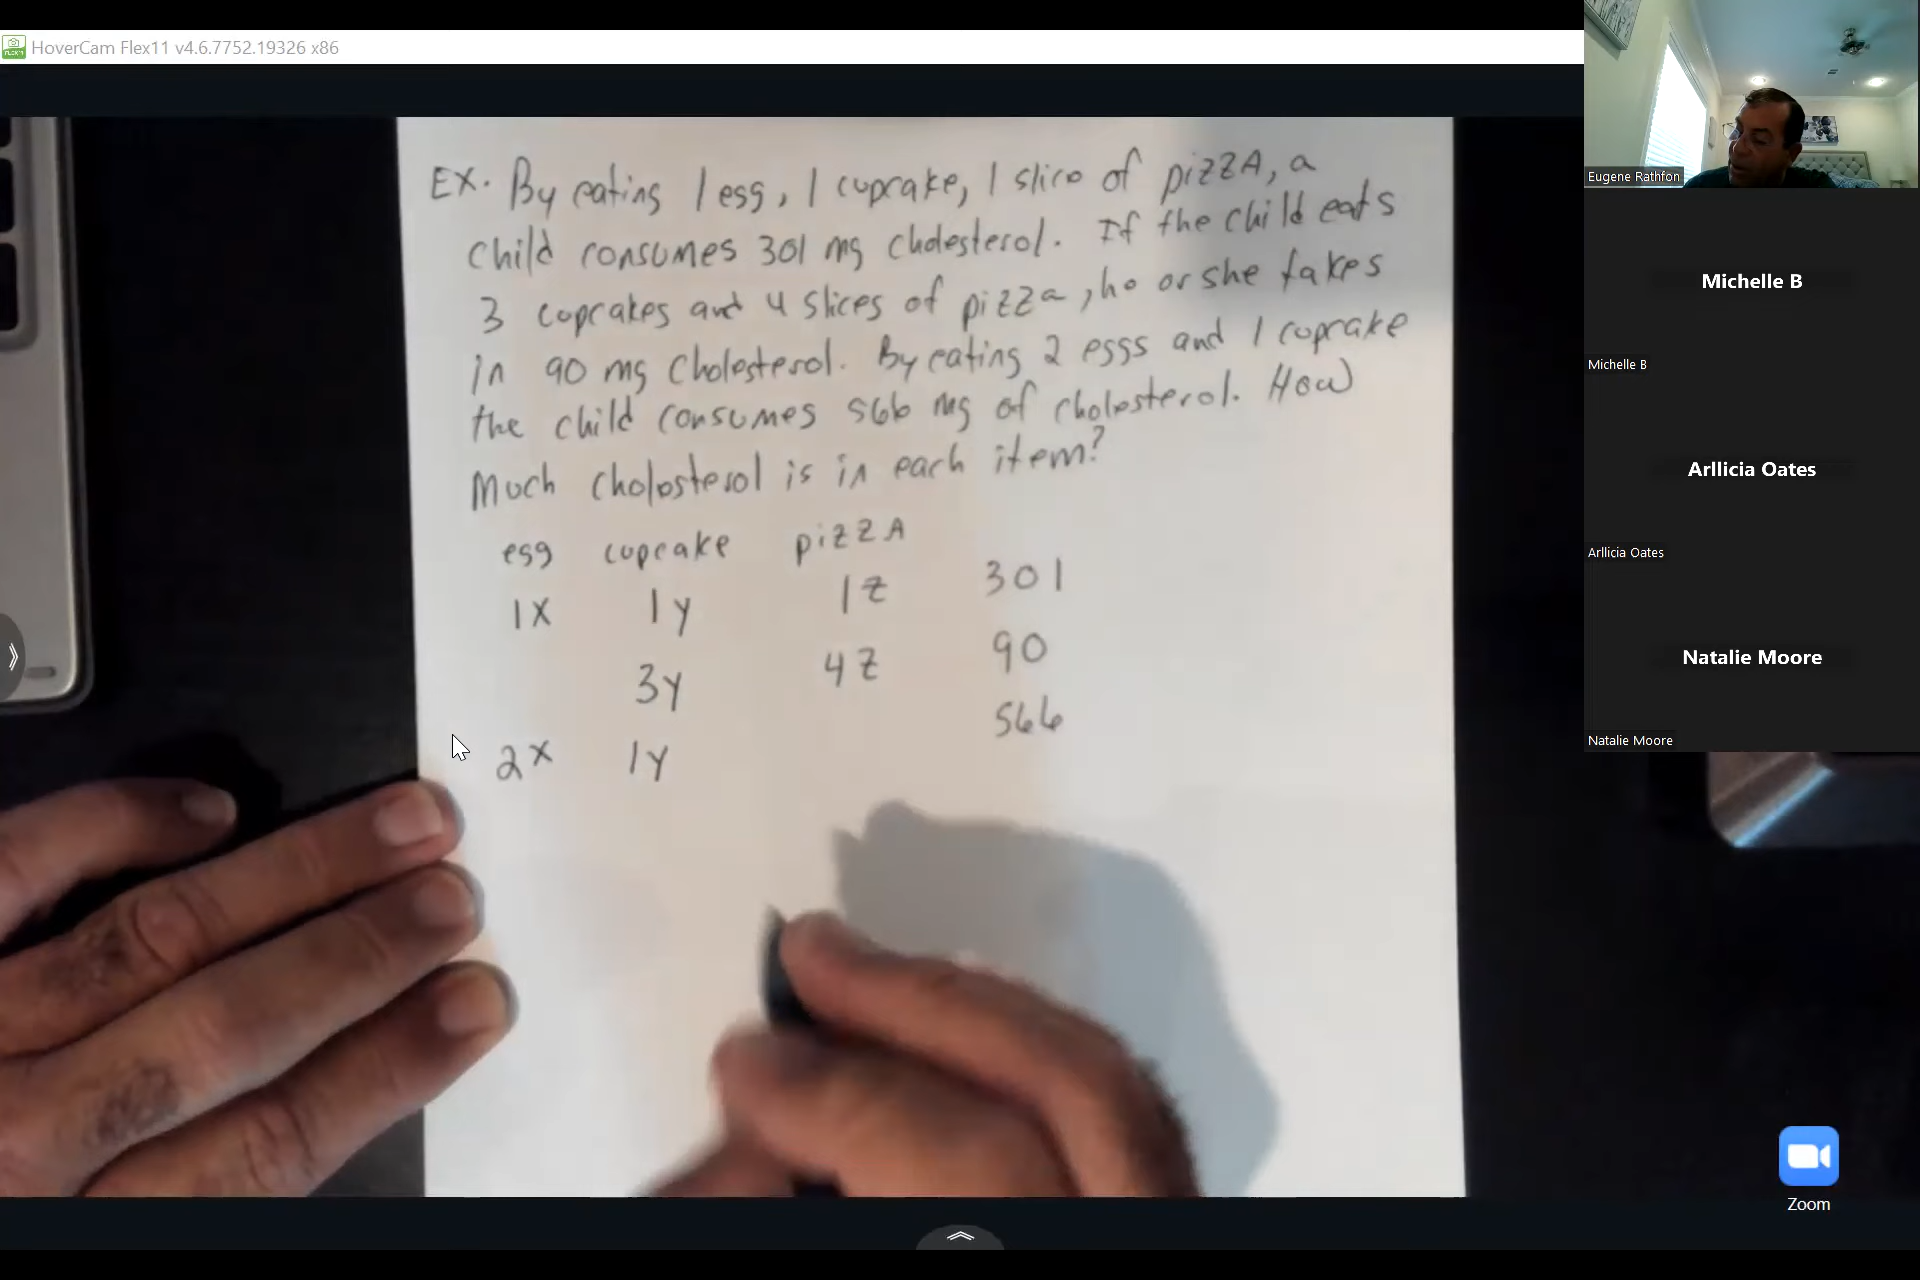 HoverCam Flex11 v4.6.7752.19326 x86
EX. By eating 1 egg, 1 cupcake, 1 slice of pizzA, a
child consumes 301 mg cholesterol. If the child eats
3 cupcakes and 4 slices of pizza, he or she takes
in 90 mg cholesterol. By eating 2 eggs and 1 cupcake
the child consumes 566 mg of cholesterol. How
Much cholesterol is in each item?
egg cupcake pizzA
1x 1y 1z 301
3y 4z 90
2x 1y 566
Eugene Rathfon
Michelle B
Michelle B
Arllicia Oates
Arllicia Oates
Natalie Moore
Natalie Moore
Zoom